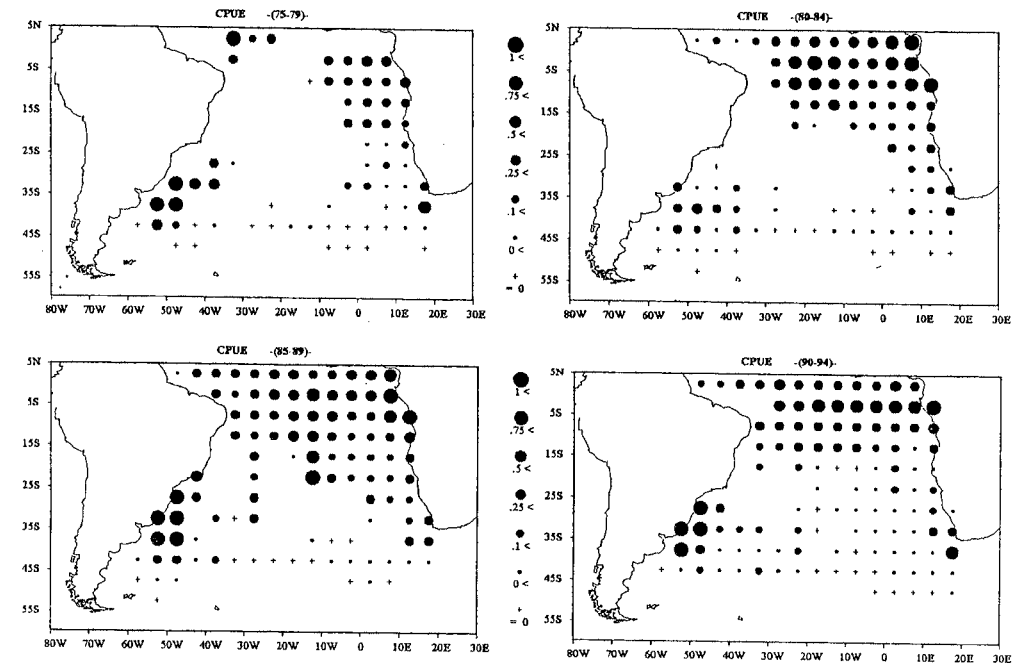 CPUE -(75-79)-
5N
5S
15S
25S
35S
45S
55S
80W 70W 60W 50W 40W 30W 20W 10W 0 10E 20E 30E
1 <
.75 <
.5 <
.25 <
.1 <
0 <
= 0
CPUE -(80-84)-
5N
5S
15S
25S
35S
45S
55S
80W 70W 60W 50W 40W 30W 20W 10W 0 10E 20E 30E
CPUE -(85-89)-
5N
5S
15S
25S
35S
45S
55S
80W 70W 60W 50W 40W 30W 20W 10W 0 10E 20E 30E
1 <
.75 <
.5 <
.25 <
.1 <
0 <
= 0
CPUE -(90-94)-
5N
5S
15S
25S
35S
45S
55S
80W 70W 60W 50W 40W 30W 20W 10W 0 10E 20E 30E